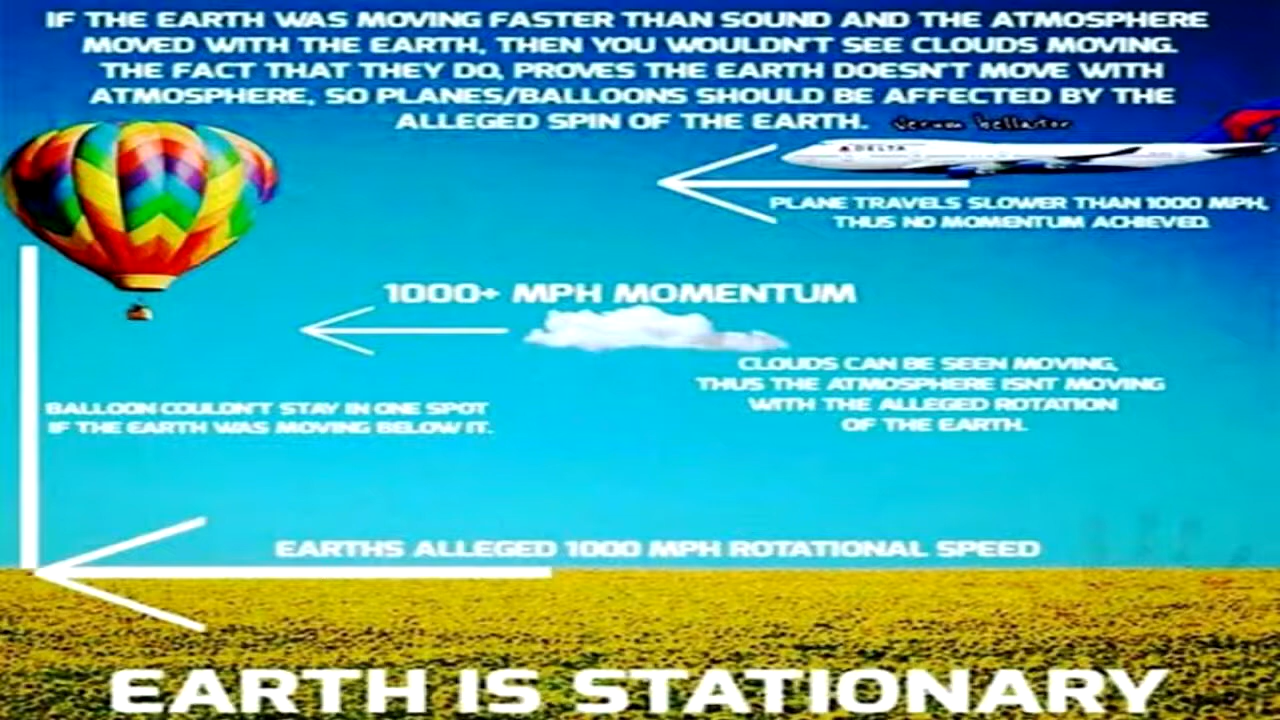 IF THE EARTH WAS MOVING FASTER THAN SOUND AND THE ATMOSPHERE
MOVED WITH THE EARTH, THEN YOU WOULDN'T SEE CLOUDS MOVING.
THE FACT THAT THEY DO, PROVES THE EARTH DOESN'T MOVE WITH
ATMOSPHERE, SO PLANES/BALLOONS SHOULD BE AFFECTED BY THE
ALLEGED SPIN OF THE EARTH.
DELTA
PLANE TRAVELS SLOWER THAN 1000 MPH,
THUS NO MOMENTUM ACHIEVED.
1000+ MPH MOMENTUM
CLOUDS CAN BE SEEN MOVING,
THUS THE ATMOSPHERE ISNT MOVING
WITH THE ALLEGED ROTATION
OF THE EARTH.
BALLOON COULDN'T STAY IN ONE SPOT
IF THE EARTH WAS MOVING BELOW IT.
EARTHS ALLEGED 1000 MPH ROTATIONAL SPEED
EARTH IS STATIONARY